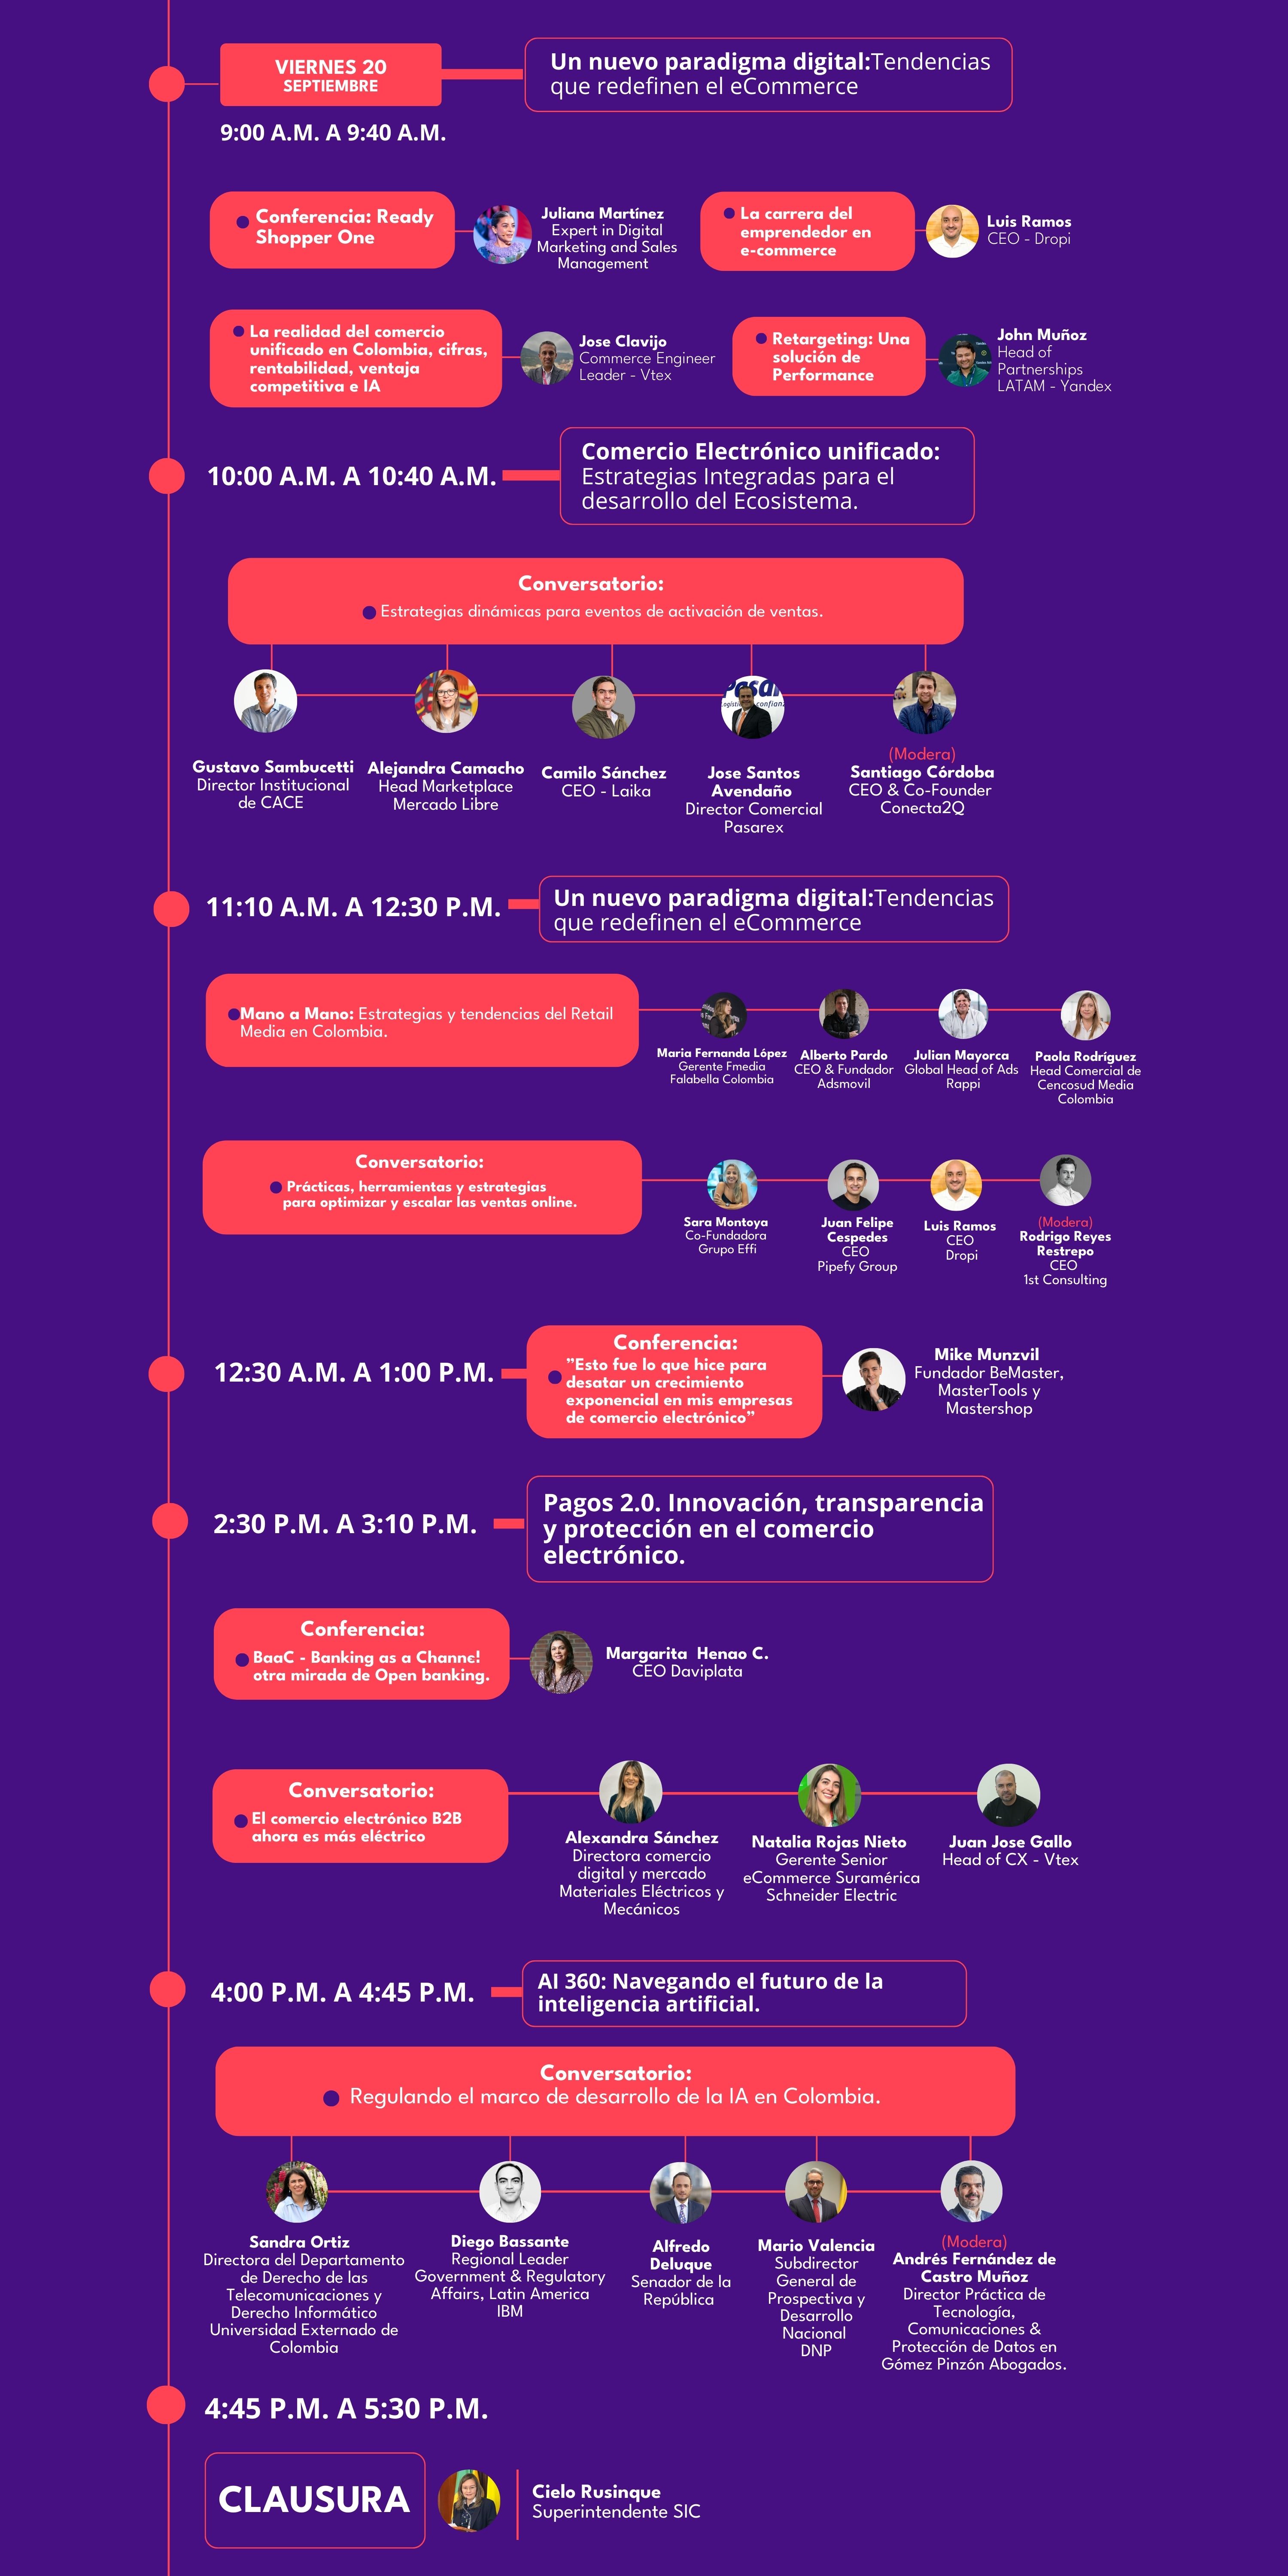 VIERNES 20
SEPTIEMBRE
Un nuevo paradigma digital:Tendencias
que redefinen el eCommerce
9:00 A.M. A 9:40 A.M.
Conferencia: Ready
Shopper One
Juliana Martínez
Expert in Digital
Marketing and Sales
Management
La carrera del
emprendedor en
e-commerce
Luis Ramos
CEO - Dropi
La realidad del comercio
unificado en Colombia, cifras,
rentabilidad, ventaja
competitiva e IA
Jose Clavijo
Commerce Engineer
Leader - Vtex
Retargeting: Una
solución de
Performance
John Muñoz
Head of
Partnerships
LATAM - Yandex
10:00 A.M. A 10:40 A.M.
Comercio Electrónico unificado:
Estrategias Integradas para el
desarrollo del Ecosistema.
Conversatorio:
Estrategias dinámicas para eventos de activación de ventas.
Gustavo Sambucetti
Director Institucional
de CACE
Alejandra Camacho
Head Marketplace
Mercado Libre
Camilo Sánchez
CEO - Laika
Jose Santos
Avendaño
Director Comercial
Pasarex
(Modera)
Santiago Córdoba
CEO & Co-Founder
Conecta2Q
11:10 A.M. A 12:30 P.M.
Un nuevo paradigma digital:Tendencias
que redefinen el eCommerce
Mano a Mano: Estrategias y tendencias del Retail
Media en Colombia.
Maria Fernanda López
Gerente Fmedia
Falabella Colombia
Alberto Pardo
CEO & Fundador
Adsmovil
Julian Mayorca
Global Head of Ads
Rappi
Paola Rodríguez
Head Comercial de
Cencosud Media
Colombia
Conversatorio:
Prácticas, herramientas y estrategias
para optimizar y escalar las ventas online.
Sara Montoya
Co-Fundadora
Grupo Effi
Juan Felipe
Cespedes
CEO
Pipefy Group
Luis Ramos
CEO
Dropi
(Modera)
Rodrigo Reyes
Restrepo
CEO
1st Consulting
12:30 A.M. A 1:00 P.M.
Conferencia:
”Esto fue lo que hice para
desatar un crecimiento
exponencial en mis empresas
de comercio electrónico”
Mike Munzvil
Fundador BeMaster,
MasterTools y
Mastershop
2:30 P.M. A 3:10 P.M.
Pagos 2.0. Innovación, transparencia
y protección en el comercio
electrónico.
Conferencia:
BaaC - Banking as a Channe!
otra mirada de Open banking.
Margarita Henao C.
CEO Daviplata
Conversatorio:
El comercio electrónico B2B
ahora es más eléctrico
Alexandra Sánchez
Directora comercio
digital y mercado
Materiales Eléctricos y
Mecánicos
Natalia Rojas Nieto
Gerente Senior
eCommerce Suramérica
Schneider Electric
Juan Jose Gallo
Head of CX - Vtex
4:00 P.M. A 4:45 P.M.
AI 360: Navegando el futuro de la
inteligencia artificial.
Conversatorio:
Regulando el marco de desarrollo de la IA en Colombia.
Sandra Ortiz
Directora del Departamento
de Derecho de las
Telecomunicaciones y
Derecho Informático
Universidad Externado de
Colombia
Diego Bassante
Regional Leader
Government & Regulatory
Affairs, Latin America
IBM
Alfredo
Deluque
Senador de la
República
Mario Valencia
Subdirector
General de
Prospectiva y
Desarrollo
Nacional
DNP
(Modera)
Andrés Fernández de
Castro Muñoz
Director Práctica de
Tecnología,
Comunicaciones &
Protección de Datos en
Gómez Pinzón Abogados.
4:45 P.M. A 5:30 P.M.
CLAUSURA
Cielo Rusinque
Superintendente SIC